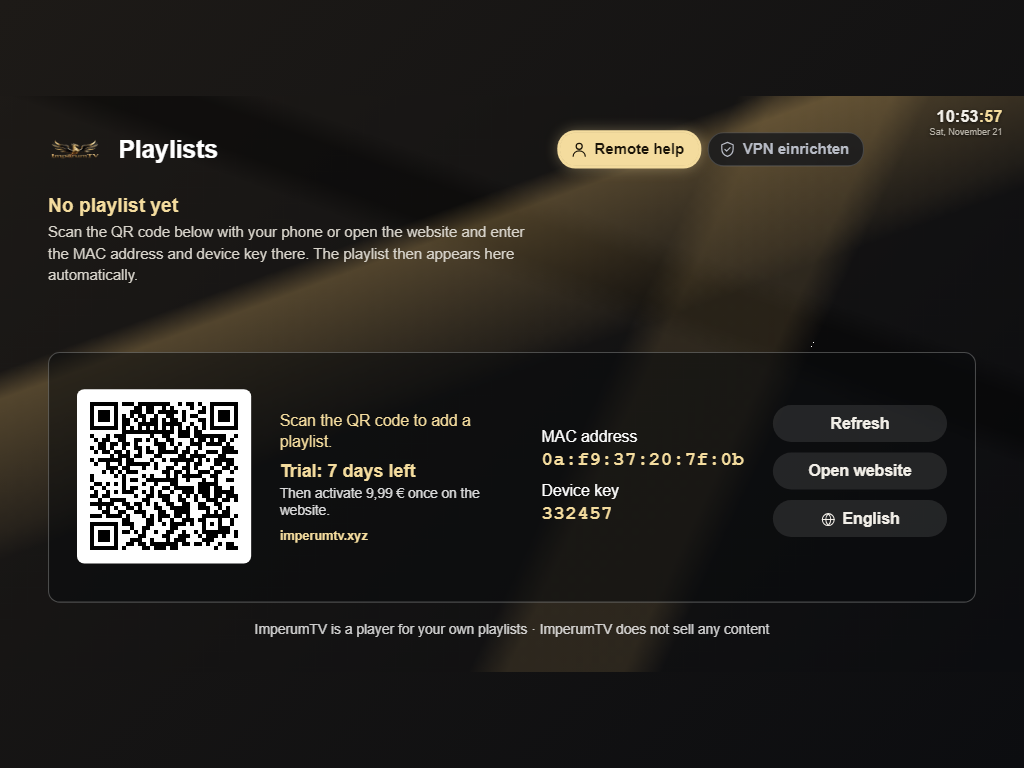 10:53:57
Sat, November 21
ImperumTV
Playlists
Remote help
VPN einrichten
No playlist yet
Scan the QR code below with your phone or open the website and enter
the MAC address and device key there. The playlist then appears here
automatically.
Scan the QR code to add a
playlist.
Trial: 7 days left
Then activate 9,99 € once on the
website.
imperumtv.xyz
MAC address
0a:f9:37:20:7f:0b
Device key
332457
Refresh
Open website
English
ImperumTV is a player for your own playlists · ImperumTV does not sell any content